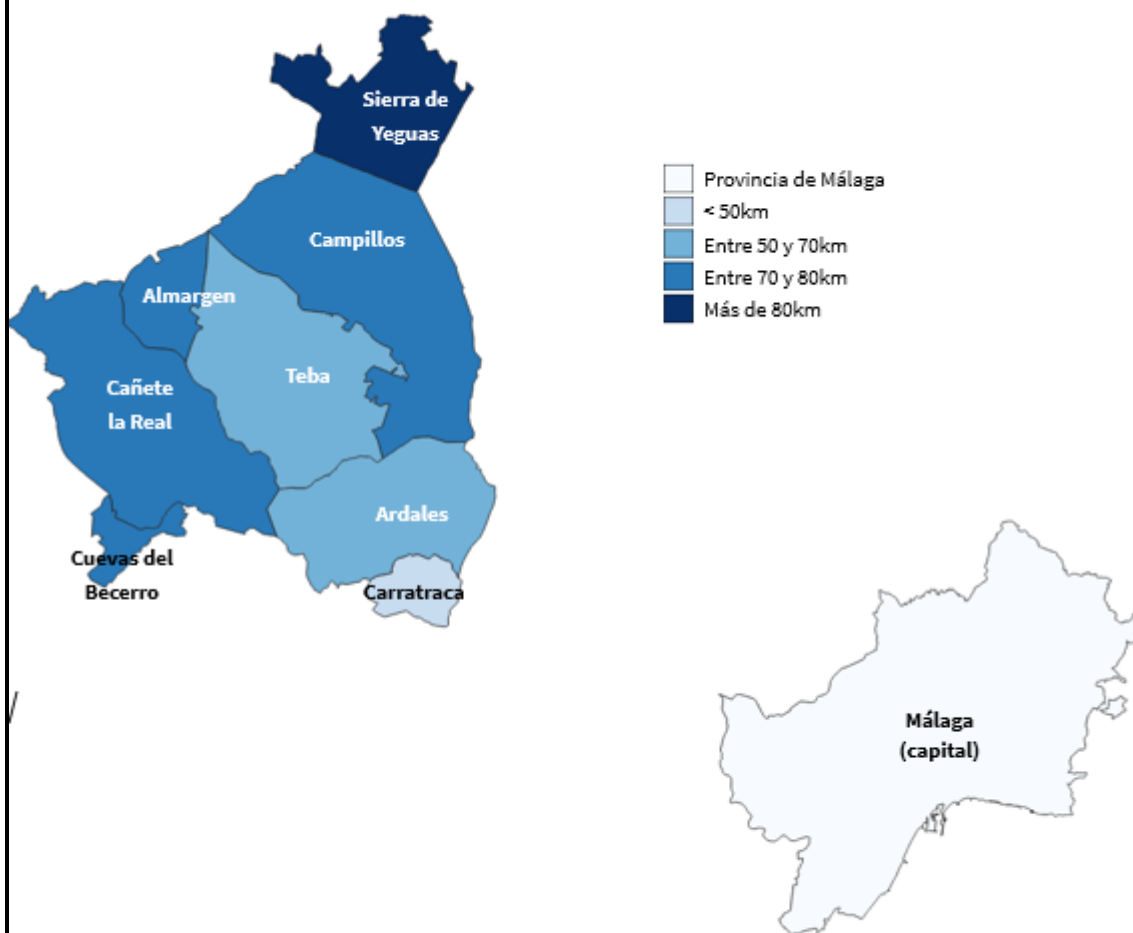 Sierra de
Yeguas
Provincia de Málaga
< 50km
Campillos
Entre 50 y 70km
Entre 70 y 80km
Almargen
Más de 80km
Teba
Cañete
la Real
Ardales
Cuevas del
Becerro
Carratraca
Málaga
(capital)